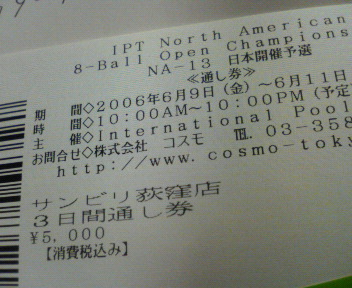 IPT North American
8-Ball Open Champions
NA-13 日本開催予選
≪通し券≫
期　間◇2006年6月9日(金)～6月11日
時　間◇10:00AM～10:00PM(予定
主　催◇International Pool
お問合せ◇株式会社 コスモ ℡ 03-358
http://www.cosmo-tok
サンビリ荻窪店
3日間通し券
¥5,000
【消費税込み】